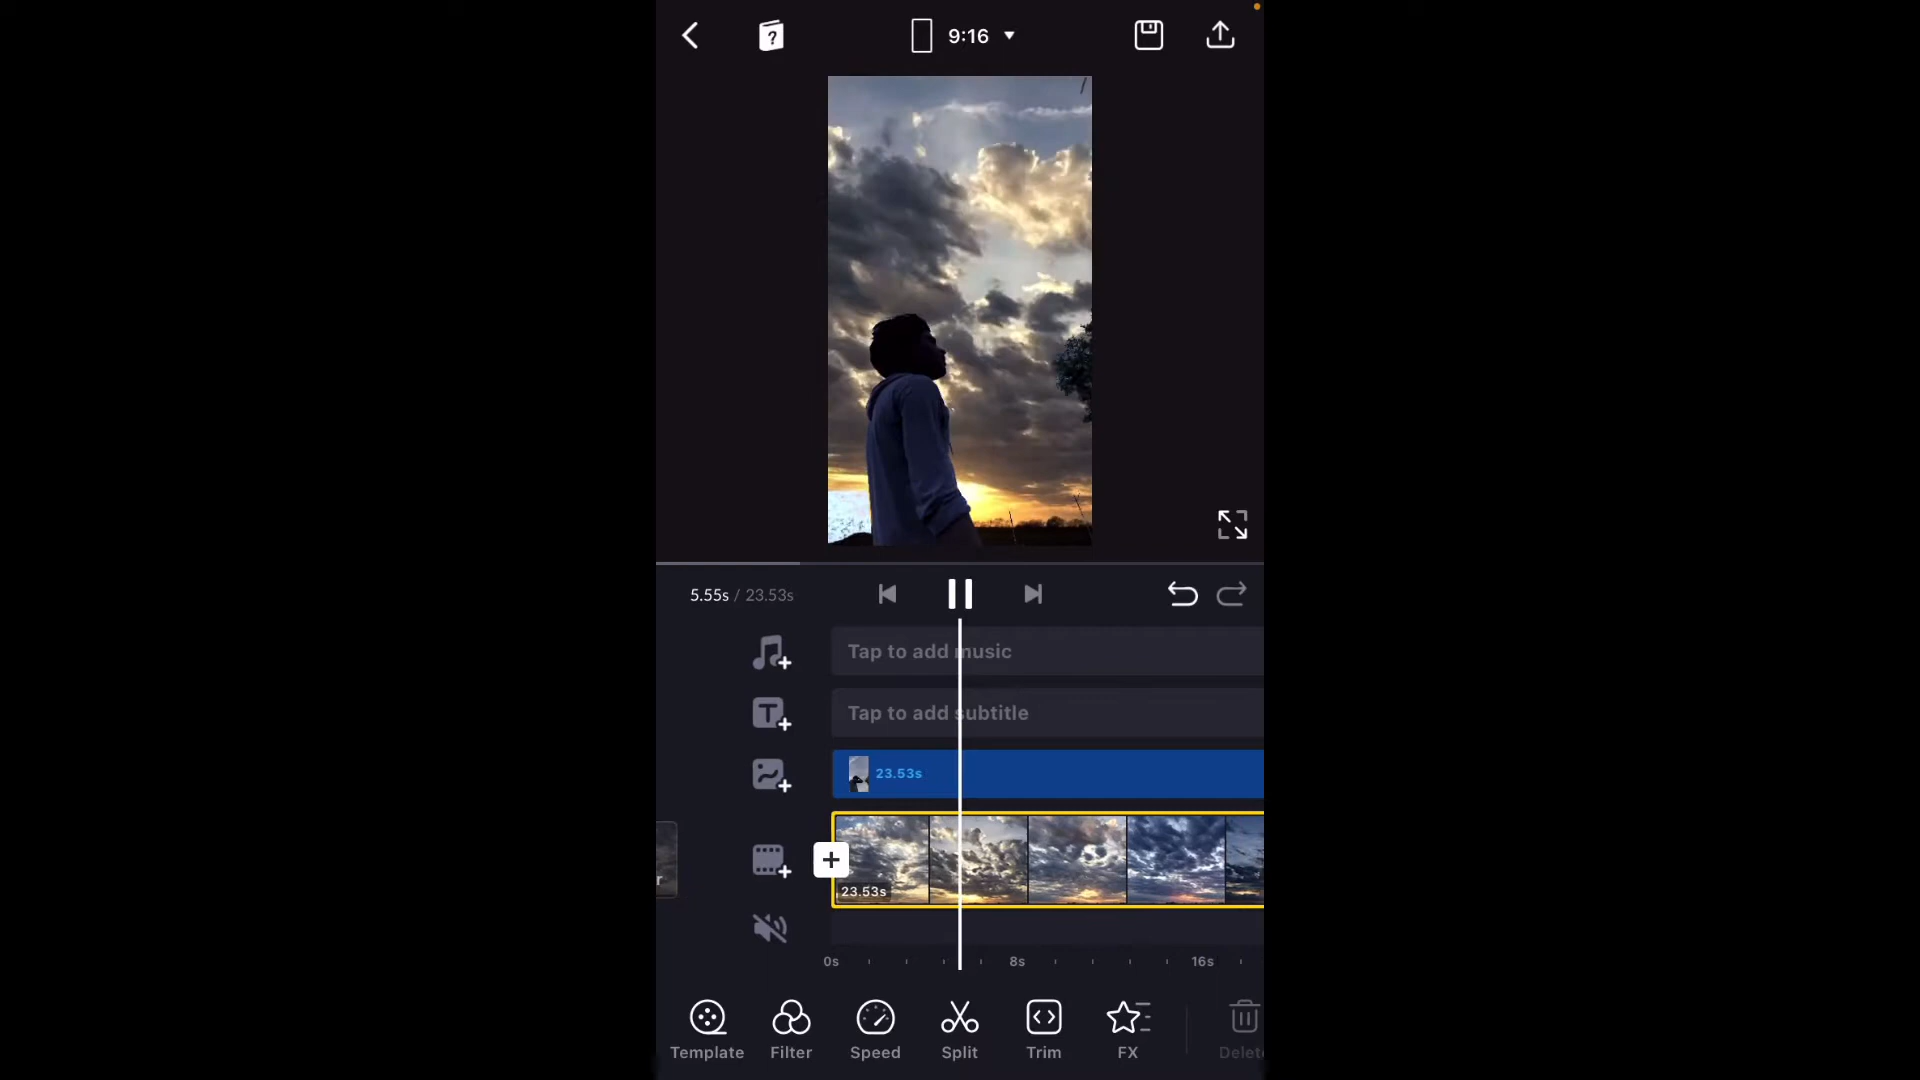 9:16
5.55s / 23.53s
Tap to add music
Tap to add subtitle
23.53s
r
23.53s
0s 8s 16s
Template Filter Speed Split Trim FX Delet